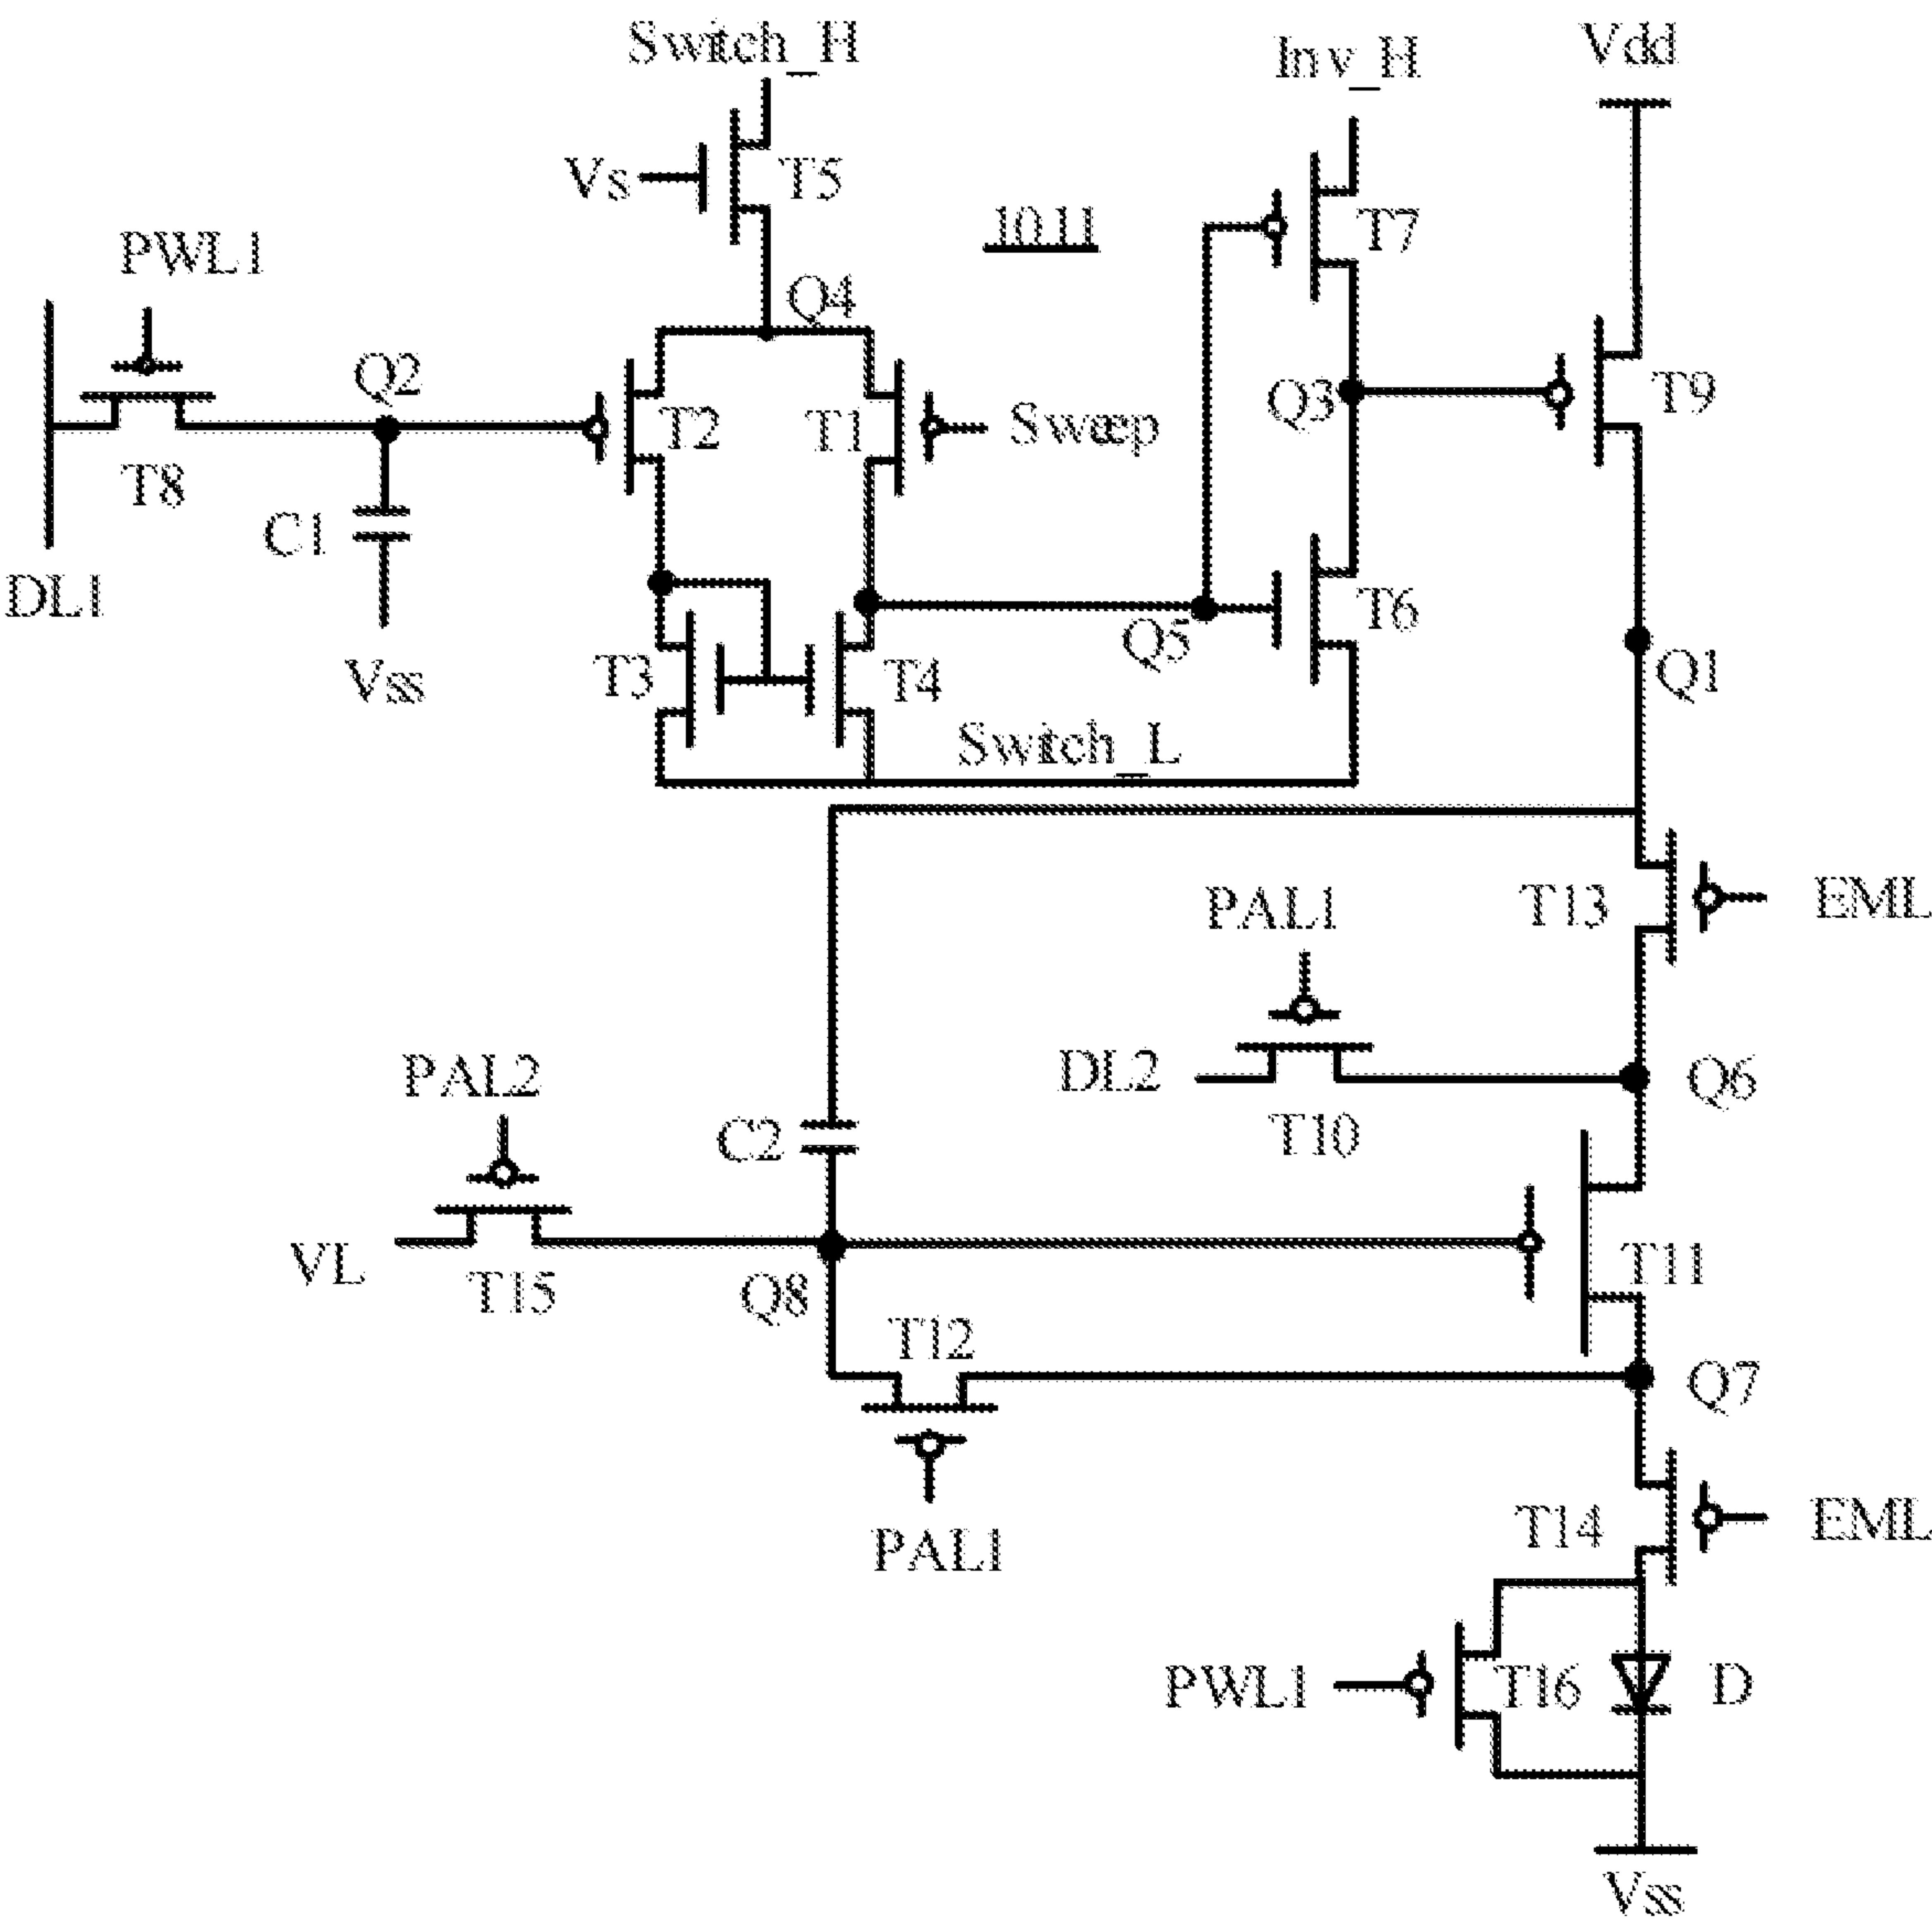 Switch_H
Inv_H
Vdd
Vs
T5
1011
T7
PWL1
Q4
Q2
T2
T1
Sweep
Q3
T9
T8
C1
DL1
Vss
T3
T4
Q5
T6
Q1
Switch_L
PAL1
T13
EML
PAL2
DL2
Q6
C2
T10
VL
T15
Q8
T11
T12
Q7
PAL1
T14
EML
PWL1
T16
D
Vss